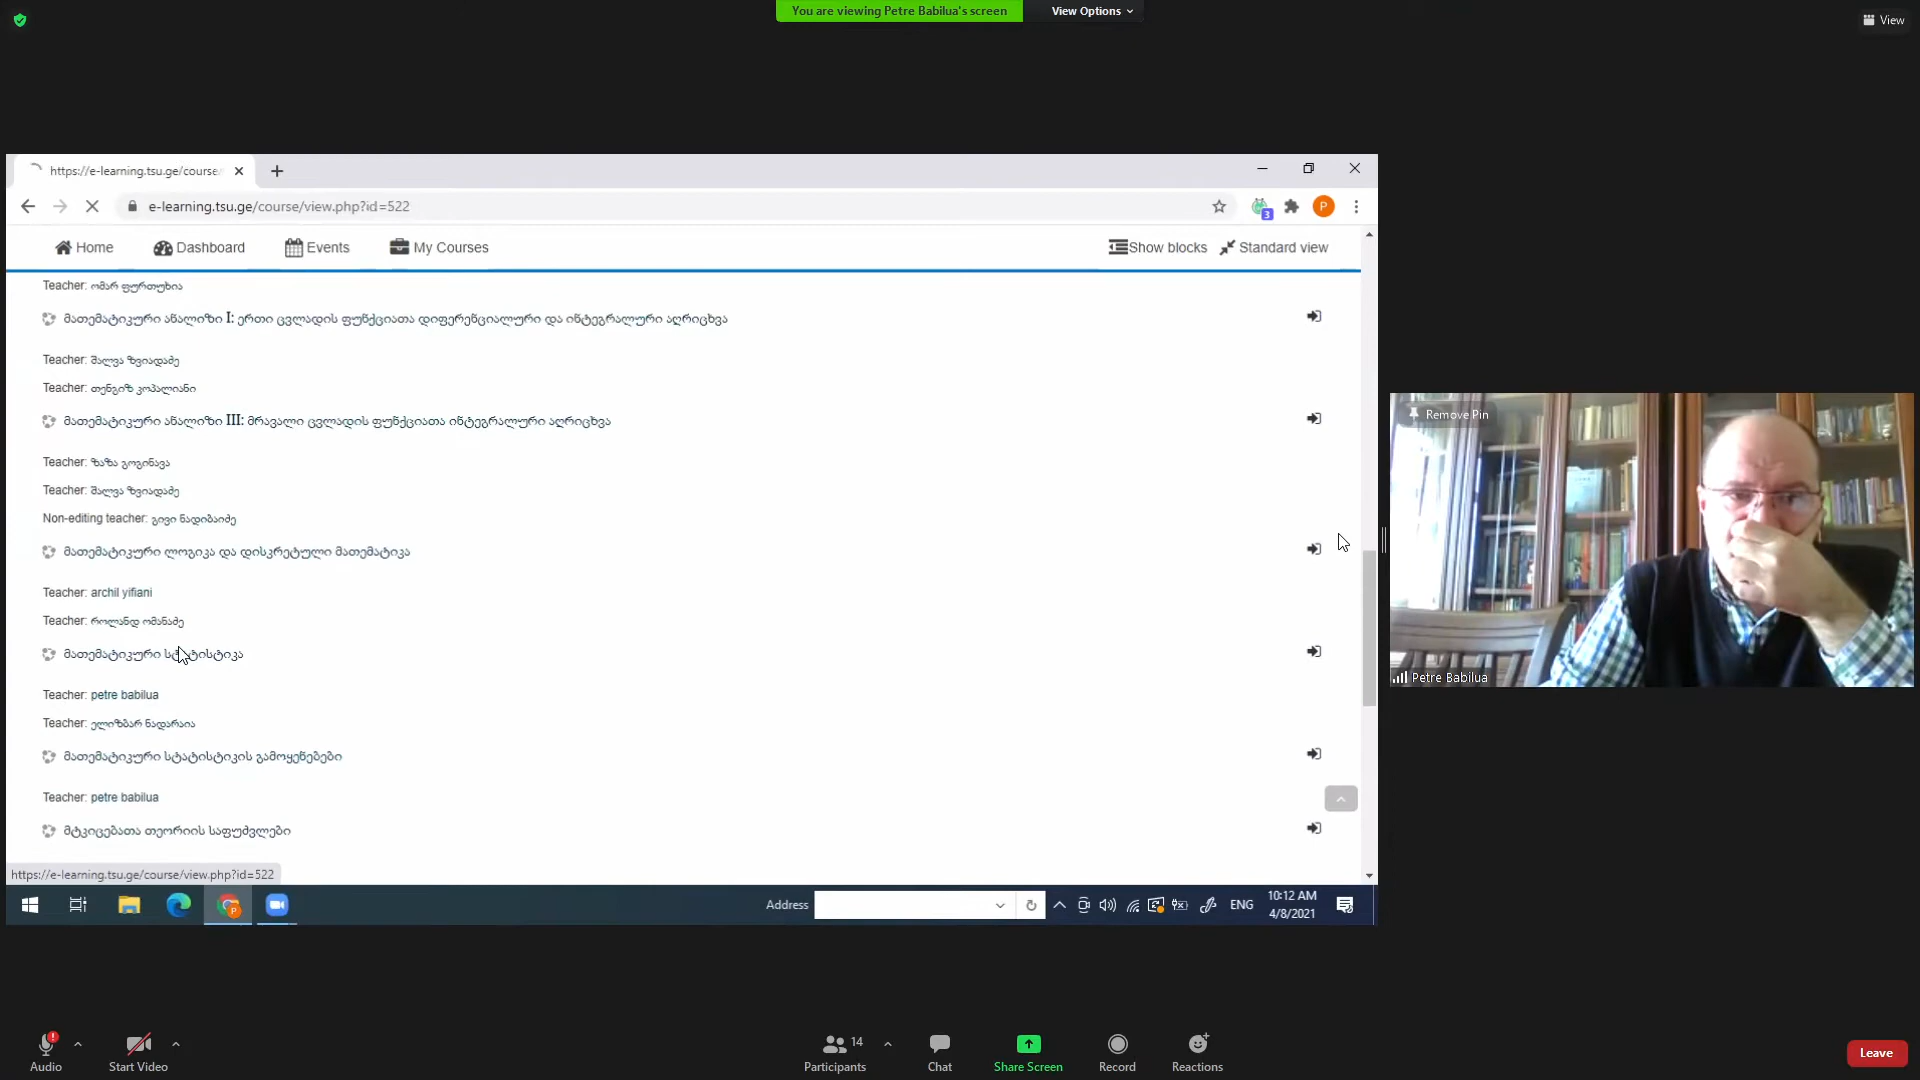 You are viewing Petre Babilua's screen
View Options
View
https://e-learning.tsu.ge/course
e-learning.tsu.ge/course/view.php?id=522
3
P
Home
Dashboard
Events
My Courses
Show blocks
Standard view
Teacher: ომარ ფურთუხია
მათემატიკური ანალიზი I: ერთი ცვლადის ფუნქციათა დიფერენციალური და ინტეგრალური აღრიცხვა
Teacher: შალვა ზვიადაძე
Teacher: თენგიზ კოპალიანი
მათემატიკური ანალიზი III: მრავალი ცვლადის ფუნქციათა ინტეგრალური აღრიცხვა
Teacher: ზაზა გოგინავა
Teacher: შალვა ზვიადაძე
Non-editing teacher: გივი ნადიბაიძე
მათემატიკური ლოგიკა და დისკრეტული მათემატიკა
Teacher: archil yifiani
Teacher: როლანდ ომანაძე
მათემატიკური სტატისტიკა
Teacher: petre babilua
Teacher: ელიზბარ ნადარაია
მათემატიკური სტატისტიკის გამოყენებები
Teacher: petre babilua
მტკიცებათა თეორიის საფუძვლები
https://e-learning.tsu.ge/course/view.php?id=522
Address
ENG
10:12 AM
4/8/2021
Remove Pin
Petre Babilua
Audio
Start Video
14
Participants
Chat
Share Screen
Record
Reactions
Leave